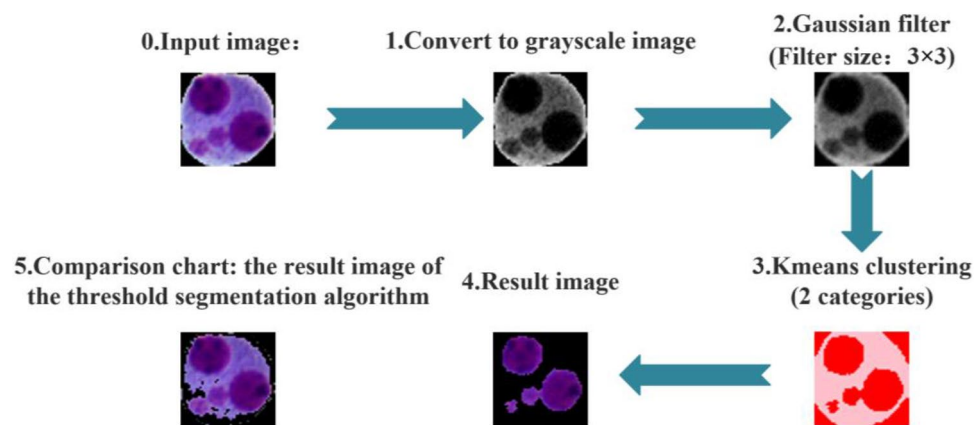 0.Input image：
1.Convert to grayscale image
2.Gaussian filter
(Filter size： 3×3)
3.Kmeans clustering
(2 categories)
4.Result image
5.Comparison chart: the result image of
the threshold segmentation algorithm